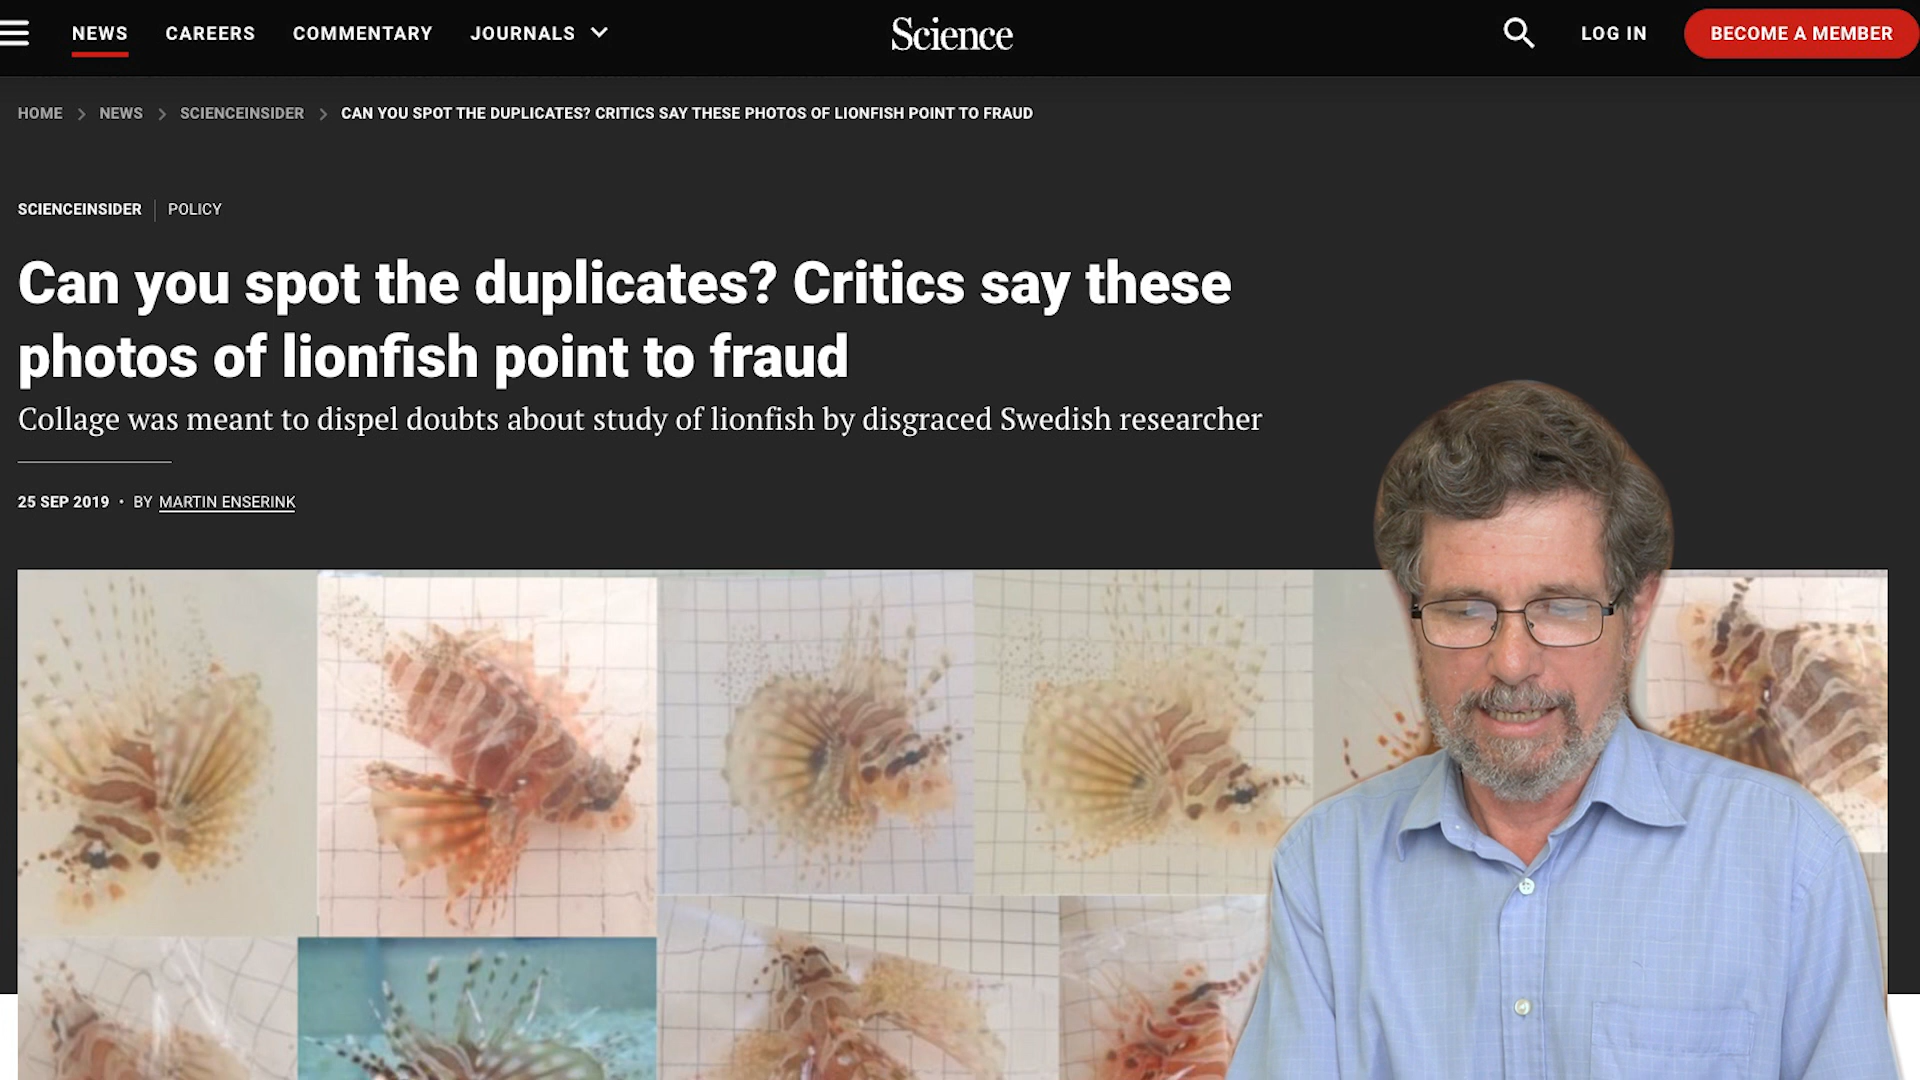 NEWS CAREERS COMMENTARY JOURNALS Science LOG IN BECOME A MEMBER
HOME NEWS SCIENCEINSIDER CAN YOU SPOT THE DUPLICATES? CRITICS SAY THESE PHOTOS OF LIONFISH POINT TO FRAUD
SCIENCEINSIDER POLICY
Can you spot the duplicates? Critics say these
photos of lionfish point to fraud
Collage was meant to dispel doubts about study of lionfish by disgraced Swedish researcher
25 SEP 2019 • BY MARTIN ENSERINK